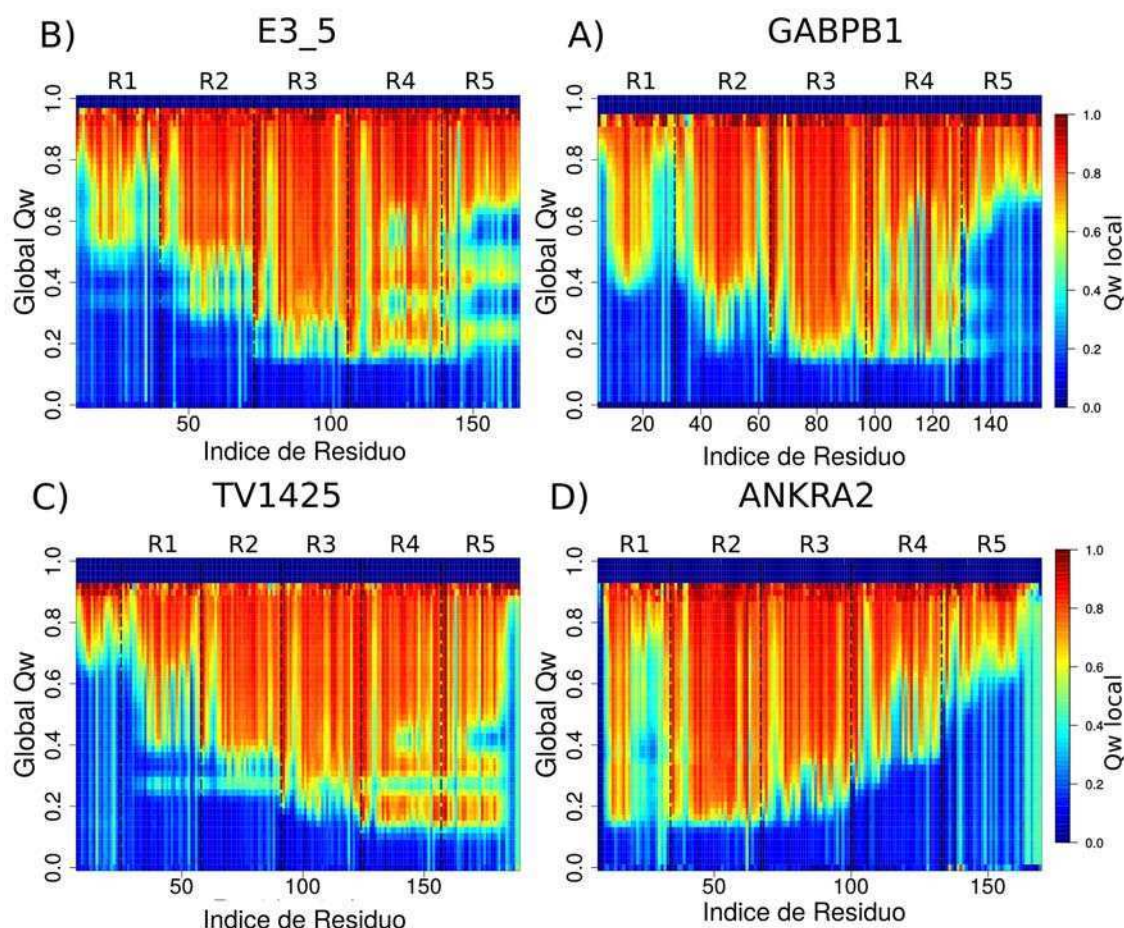 B) E3_5
R1 R2 R3 R4 R5
Global Qw
0.0 0.2 0.4 0.6 0.8 1.0
50 100 150
Indice de Residuo
A) GABPB1
R1 R2 R3 R4 R5
Global Qw
0.0 0.2 0.4 0.6 0.8 1.0
20 40 60 80 100 120 140
Indice de Residuo
1.0
0.8
0.6
0.4
0.2
0.0
Qw local
C) TV1425
R1 R2 R3 R4 R5
Global Qw
0.0 0.2 0.4 0.6 0.8 1.0
50 100 150
Indice de Residuo
D) ANKRA2
R1 R2 R3 R4 R5
Global Qw
0.0 0.2 0.4 0.6 0.8 1.0
50 100 150
Indice de Residuo
1.0
0.8
0.6
0.4
0.2
0.0
Qw local